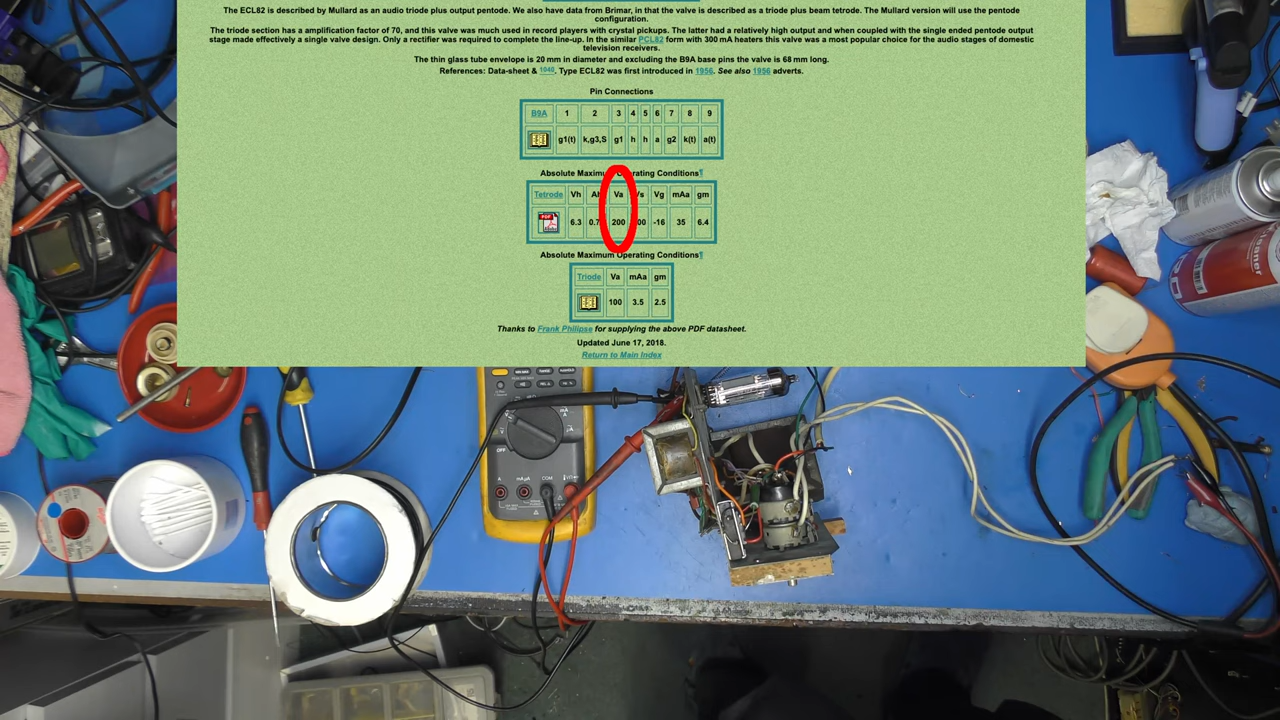 The ECL82 is described by Mullard as an audio triode plus output pentode. We also have data from Brimar, in that the valve is described as a triode plus beam tetrode. The Mullard version will use the pentode
configuration.
The triode section has a amplification factor of 70, and this valve was much used in record players with crystal pickups. The latter had a relatively high output and when coupled with the single ended pentode output
stage made effectively a single valve design. Only a rectifier was required to complete the line-up. In the similar PCL82 form with 300 mA heaters this valve was a most popular choice for the audio stages of domestic
television receivers.
The thin glass tube envelope is 20 mm in diameter and excluding the B9A base pins the valve is 68 mm long.
References: Data-sheet & 1040. Type ECL82 was first introduced in 1956. See also 1956 adverts.
Pin Connections
B9A 1 2 3 4 5 6 7 8 9
g1(t) k,g3,S g1 h h a g2 k(t) a(t)
Absolute Maximum Operating Conditions¶
Tetrode Vh Va Vg mAa gm
PDF 6.3 200 -16 35 6.4
Absolute Maximum Operating Conditions¶
Triode Va mAa gm
100 3.5 2.5
Thanks to Frank Philipse for supplying the above PDF datasheet.
Updated June 17, 2018.
Return to Main Index
OFF
COM
Cleaner